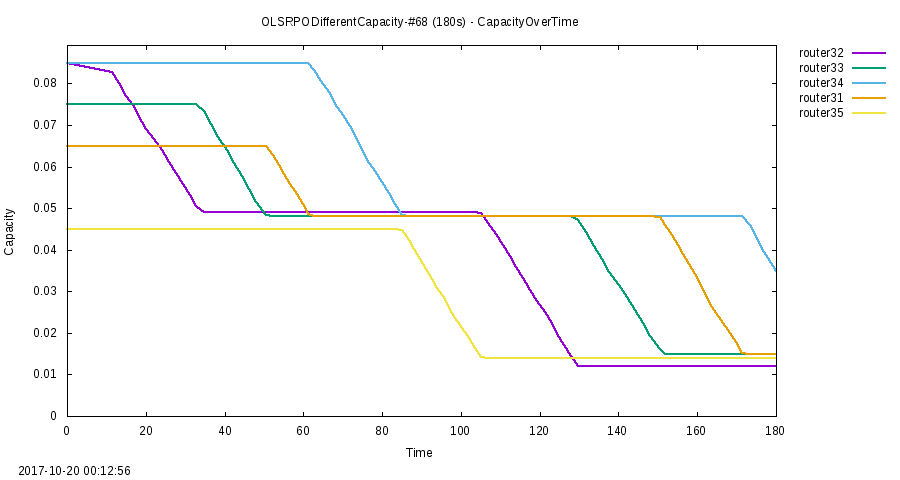 OLSRPODifferentCapacity-#68 (180s) - CapacityOverTime
router32
router33
router34
router31
router35
0.08
0.07
0.06
0.05
0.04
0.03
0.02
0.01
0
Capacity
0 20 40 60 80 100 120 140 160 180
Time
2017-10-20 00:12:56